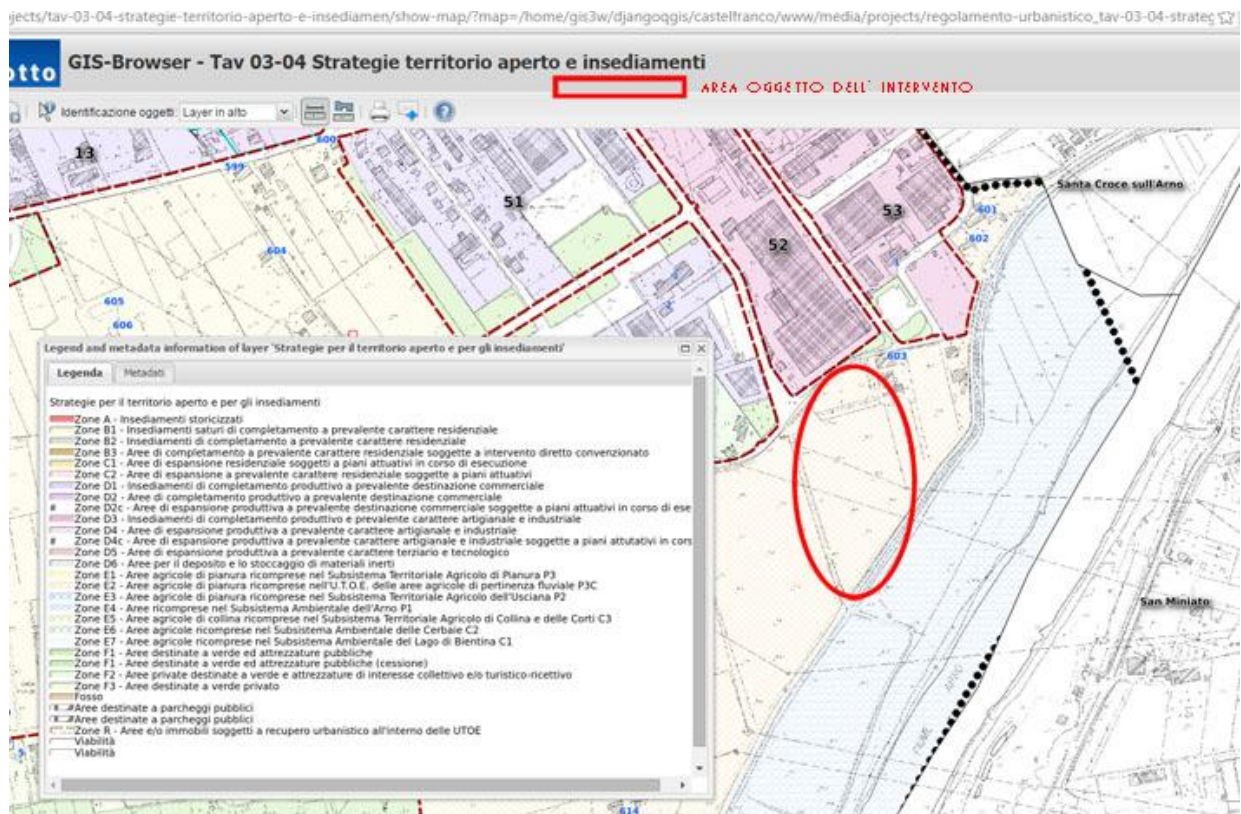 jects/tav-03-04-strategie-territorio-aperto-e-insediamen/show-map/?map=/home/gis3w/djangoqgis/castelfranco/www/media/projects/regolamento-urbanistico_tav-03-04-strateg
otto
GIS-Browser - Tav 03-04 Strategie territorio aperto e insediamenti
AREA OGGETTO DELL' INTERVENTO
Identificazione oggetti: Layer in alto
13
599
600
51
53
52
601
602
Santa Croce sull'Arno
604
605
606
2
603
Legend and metadata information of layer 'Strategie per il territorio aperto e per gli insediamenti'
Legenda
Metadati
Strategie per il territorio aperto e per gli insediamenti
Zone A - Insediamenti storicizzati
Zone B1 - Insediamenti saturi di completamento a prevalente carattere residenziale
Zone B2 - Insediamenti di completamento a prevalente carattere residenziale
Zone B3 - Aree di completamento a prevalente carattere residenziale soggette a intervento diretto convenzionato
Zone C1 - Aree di espansione residenziale soggetti a piani attuativi in corso di esecuzione
Zone C2 - Aree di espansione a prevalente carattere residenziale soggette a piani attuativi
Zone D1 - Insediamenti di completamento produttivo a prevalente destinazione commerciale
Zone D2 - Aree di completamento produttivo a prevalente destinazione commerciale
# Zone D2c - Aree di espansione produttiva a prevalente destinazione commerciale soggette a piani attuativi in corso di ese
Zone D3 - Insediamenti di completamento produttivo e prevalente carattere artigianale e industriale
Zone D4 - Aree di espansione produttiva a prevalente carattere artigianale e industriale
# Zone D4c - Aree di espansione produttiva a prevalente carattere artigianale e industriale soggette a piani attutativi in cors
Zone D5 - Aree di espansione produttiva a prevalente carattere terziario e tecnologico
Zone D6 - Aree per il deposito e lo stoccaggio di materiali inerti
Zone E1 - Aree agricole di pianura ricomprese nel Subsistema Territoriale Agricolo di Pianura P3
Zone E2 - Aree agricole di pianura ricomprese nell'U.T.O.E. delle aree agricole di pertinenza fluviale P3C
Zone E3 - Aree agricole di pianura ricomprese nel Subsistema Territoriale Agricolo dell'Usciana P2
Zone E4 - Aree ricomprese nel Subsistema Ambientale dell'Arno P1
Zone E5 - Aree agricole di collina ricomprese nel Subsistema Territoriale Agricolo di Collina e delle Corti C3
Zone E6 - Aree agricole ricomprese nel Subsistema Ambientale delle Cerbaie C2
Zone E7 - Aree agricole ricomprese nel Subsistema Ambientale del Lago di Bientina C1
Zone F1 - Aree destinate a verde ed attrezzature pubbliche
Zone F1 - Aree destinate a verde ed attrezzature pubbliche (cessione)
Zone F2 - Aree private destinate a verde e attrezzature di interesse collettivo e/o turistico-ricettivo
Zone F3 - Aree destinate a verde privato
Fosso
Aree destinate a parcheggi pubblici
Aree destinate a parcheggi pubblici
Zone R - Aree e/o immobili soggetti a recupero urbanistico all'interno delle UTOE
Viabilità
Viabilità
San Miniato
ARNO
FIUME
5
614